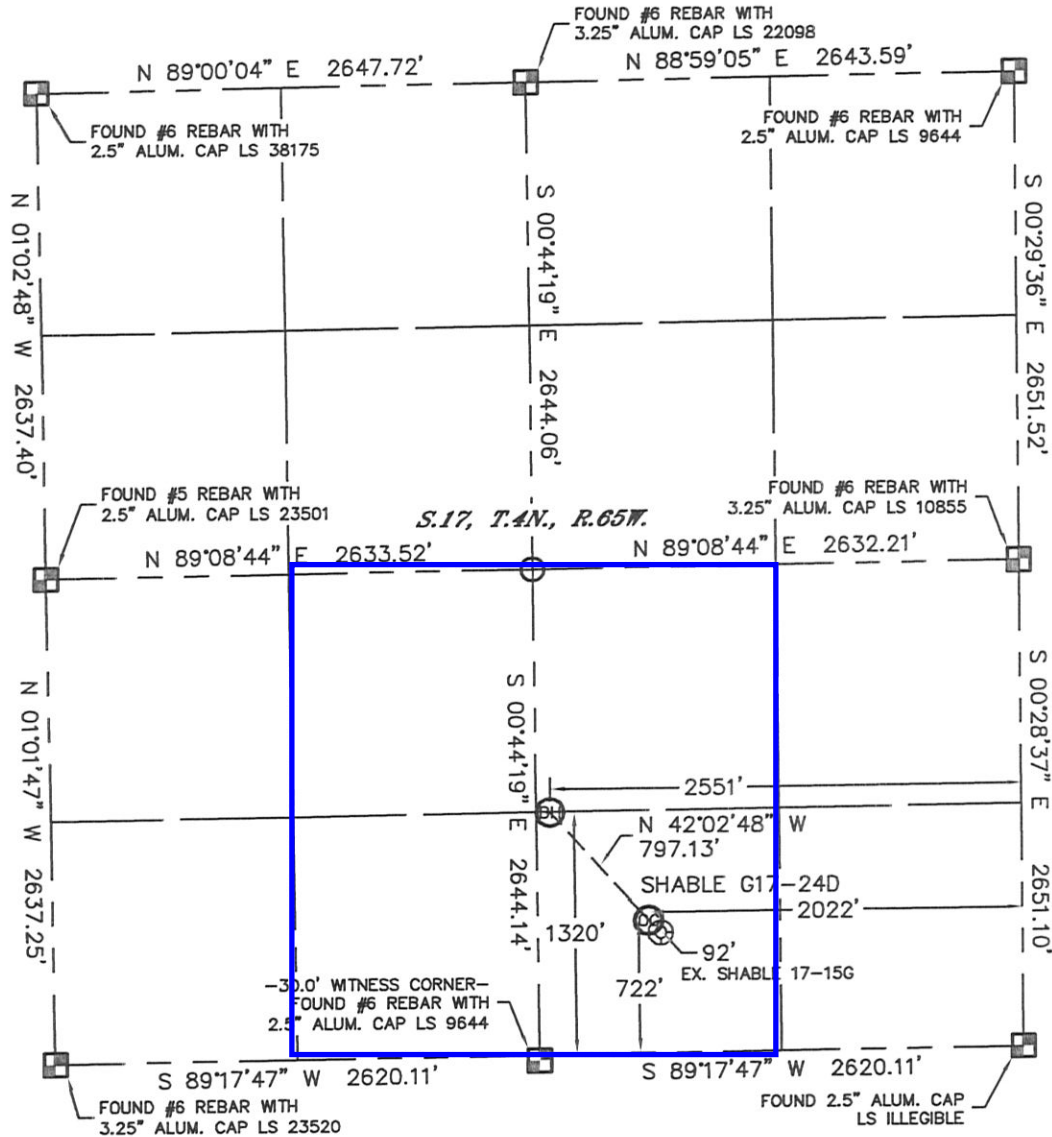 FOUND #6 REBAR WITH
3.25" ALUM. CAP LS 22098
N 89°00'04" E 2647.72'
N 88°59'05" E 2643.59'
FOUND #6 REBAR WITH
2.5" ALUM. CAP LS 38175
FOUND #6 REBAR WITH
2.5" ALUM. CAP LS 9644
N 01°02'48" W 2637.40'
S 00°44'19" E 2644.06'
S 00°29'36" E 2651.52'
FOUND #5 REBAR WITH
2.5" ALUM. CAP LS 23501
S.17, T.4N., R.65W.
FOUND #6 REBAR WITH
3.25" ALUM. CAP LS 10855
N 89°08'44" E 2633.52'
N 89°08'44" E 2632.21'
N 01°01'47" W 2637.25'
S 00°44'19" E 2644.14'
S 00°28'37" E 2651.10'
2551'
BH
N 42°02'48" W
797.13'
SHABLE G17-24D
2022'
1320'
92'
EX. SHABLE 17-15G
722'
-30.0' WITNESS CORNER-
FOUND #6 REBAR WITH
2.5" ALUM. CAP LS 9644
S 89°17'47" W 2620.11'
S 89°17'47" W 2620.11'
FOUND #6 REBAR WITH
3.25" ALUM. CAP LS 23520
FOUND 2.5" ALUM. CAP
LS ILLEGIBLE